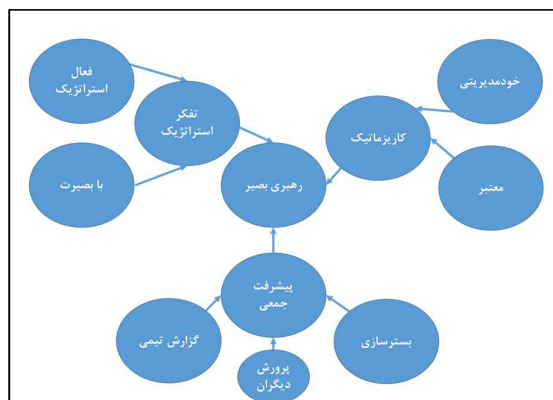 فعال
استراتژیک
خودمدیریتی
تفکر
استراتژیک
کاریزماتیک
با بصیرت
رهبری بصیر
معتبر
پیشرفت
جمعی
گزارش تیمی
بسترسازی
پرورش
دیگران